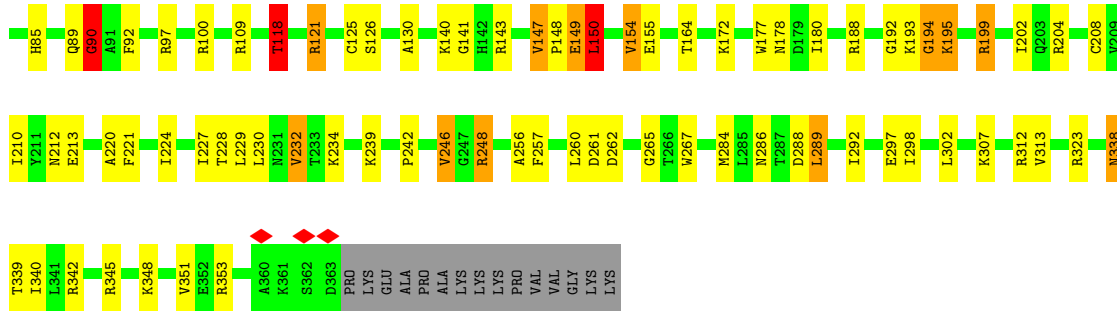 H85 Q89 G90 A91 F92 R97 R100 R109 T118 R121 C125 S126 A130 K140 G141 H142 R143 V147 P148 E149 L150 V154 E155 T164 K172 W177 N178 D179 I180 R188 G192 K193 G194 K195 R199 I202 Q203 R204 C208 V209
I210 Y211 N212 E213 A220 F221 I224 I227 T228 L229 L230 N231 V232 T233 K234 K239 P242 V246 G247 R248 A256 F257 L260 D261 D262 G265 T266 W267 M284 L285 N286 T287 D288 L289 I292 E297 I298 L302 K307 R312 V313 R323 N338
T339 I340 L341 R342 R345 K348 V351 E352 R353 A360 K361 S362 D363 PRO LYS GLU ALA PRO ALA LYS LYS LYS PRO VAL VAL GLY LYS LYS